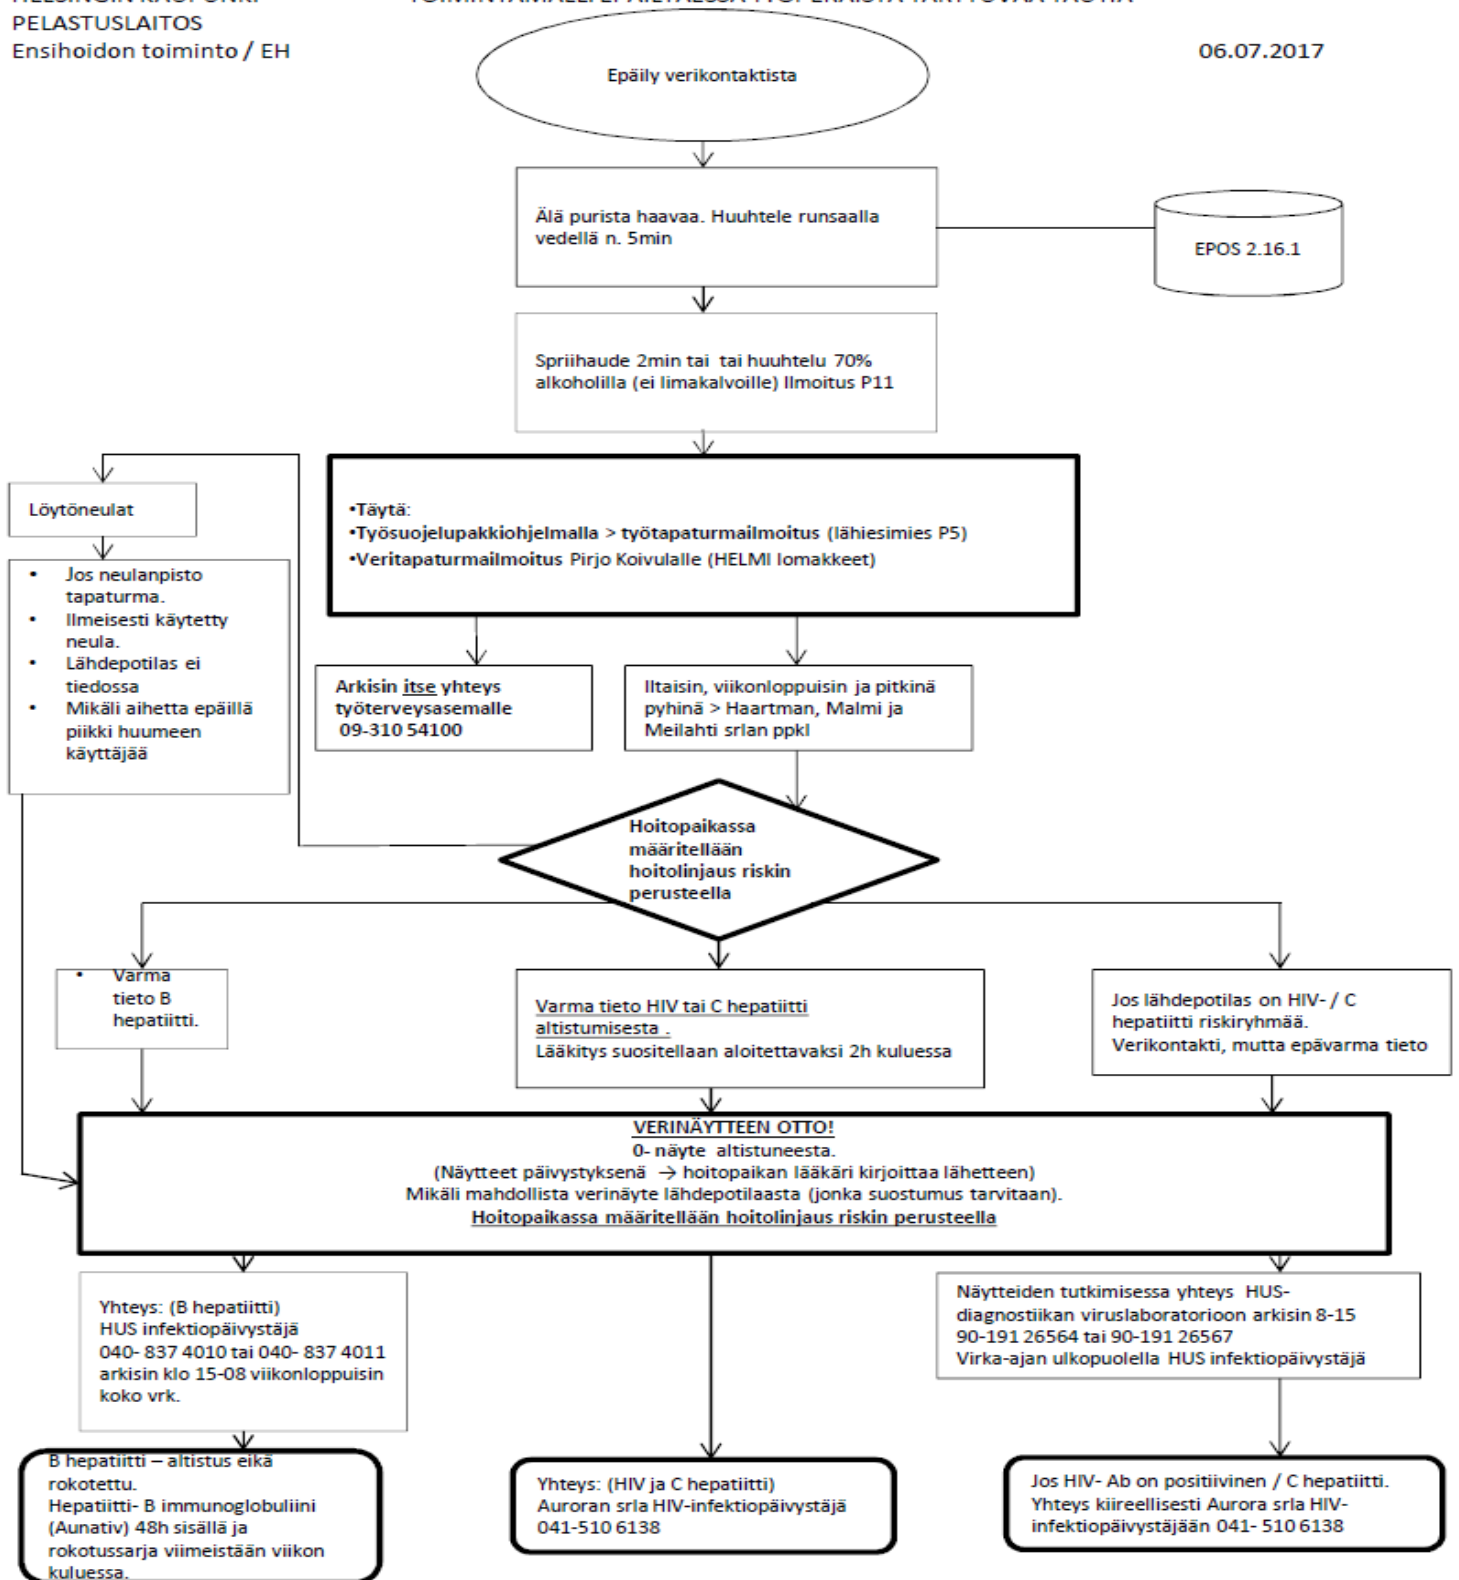 HELSINGIN KAUPUNKI
TOIMINTAMALLI EPÄILTÄESSÄ TYÖPERÄISTÄ TARTTUVAA TAUTIA
PELASTUSLAITOS
Ensihoidon toiminto / EH
06.07.2017
Epäily verikontaktista
Älä purista haavaa. Huuhtele runsaalla
vedellä n. 5min
EPOS 2.16.1
Spriihaude 2min tai  tai huuhtelu 70%
alkoholilla (ei limakalvoille) Ilmoitus P11
Löytöneulat
•Täytä:
•Työsuojelupakkiohjelmalla > työtapaturmailmoitus (lähiesimies P5)
•Veritapaturmailmoitus Pirjo Koivulalle (HELMI lomakkeet)
• Jos neulanpisto
tapaturma.
• Ilmeisesti käytetty
neula.
• Lähdepotilas ei
tiedossa
• Mikäli aihetta epäillä
piikki huumeen
käyttäjää
Arkisin itse yhteys
työterveysasemalle
09-310 54100
Iltaisin, viikonloppuisin ja pitkinä
pyhinä > Haartman, Malmi ja
Meilahti srlan ppkl
Hoitopaikassa
määritellään
hoitolinjaus riskin
perusteella
• Varma
tieto B
hepatiitti.
Varma tieto HIV tai C hepatiitti
altistumisesta .
Lääkitys suositellaan aloitettavaksi 2h kuluessa
Jos lähdepotilas on HIV- / C
hepatiitti riskiryhmää.
Verikontakti, mutta epävarma tieto
VERINÄYTTEEN OTTO!
0- näyte altistuneesta.
(Näytteet päivystyksenä → hoitopaikan lääkäri kirjoittaa lähetteen)
Mikäli mahdollista verinäyte lähdepotilaasta (jonka suostumus tarvitaan).
Hoitopaikassa määritellään hoitolinjaus riskin perusteella
Yhteys: (B hepatiitti)
HUS infektiopäivystäjä
040- 837 4010 tai 040- 837 4011
arkisin klo 15-08 viikonloppuisin
koko vrk.
Näytteiden tutkimisessa yhteys HUS-
diagnostiikan viruslaboratorioon arkisin 8-15
90-191 26564 tai 90-191 26567
Virka-ajan ulkopuolella HUS infektiopäivystäjä
B hepatiitti – altistus eikä
rokotettu.
Hepatiitti- B immunoglobuliini
(Aunativ) 48h sisällä ja
rokotussarja viimeistään viikon
kuluessa.
Yhteys: (HIV ja C hepatiitti)
Auroran srla HIV-infektiopäivystäjä
041-510 6138
Jos HIV- Ab on positiivinen / C hepatiitti.
Yhteys kiireellisesti Aurora srla HIV-
infektiopäivystäjään 041- 510 6138